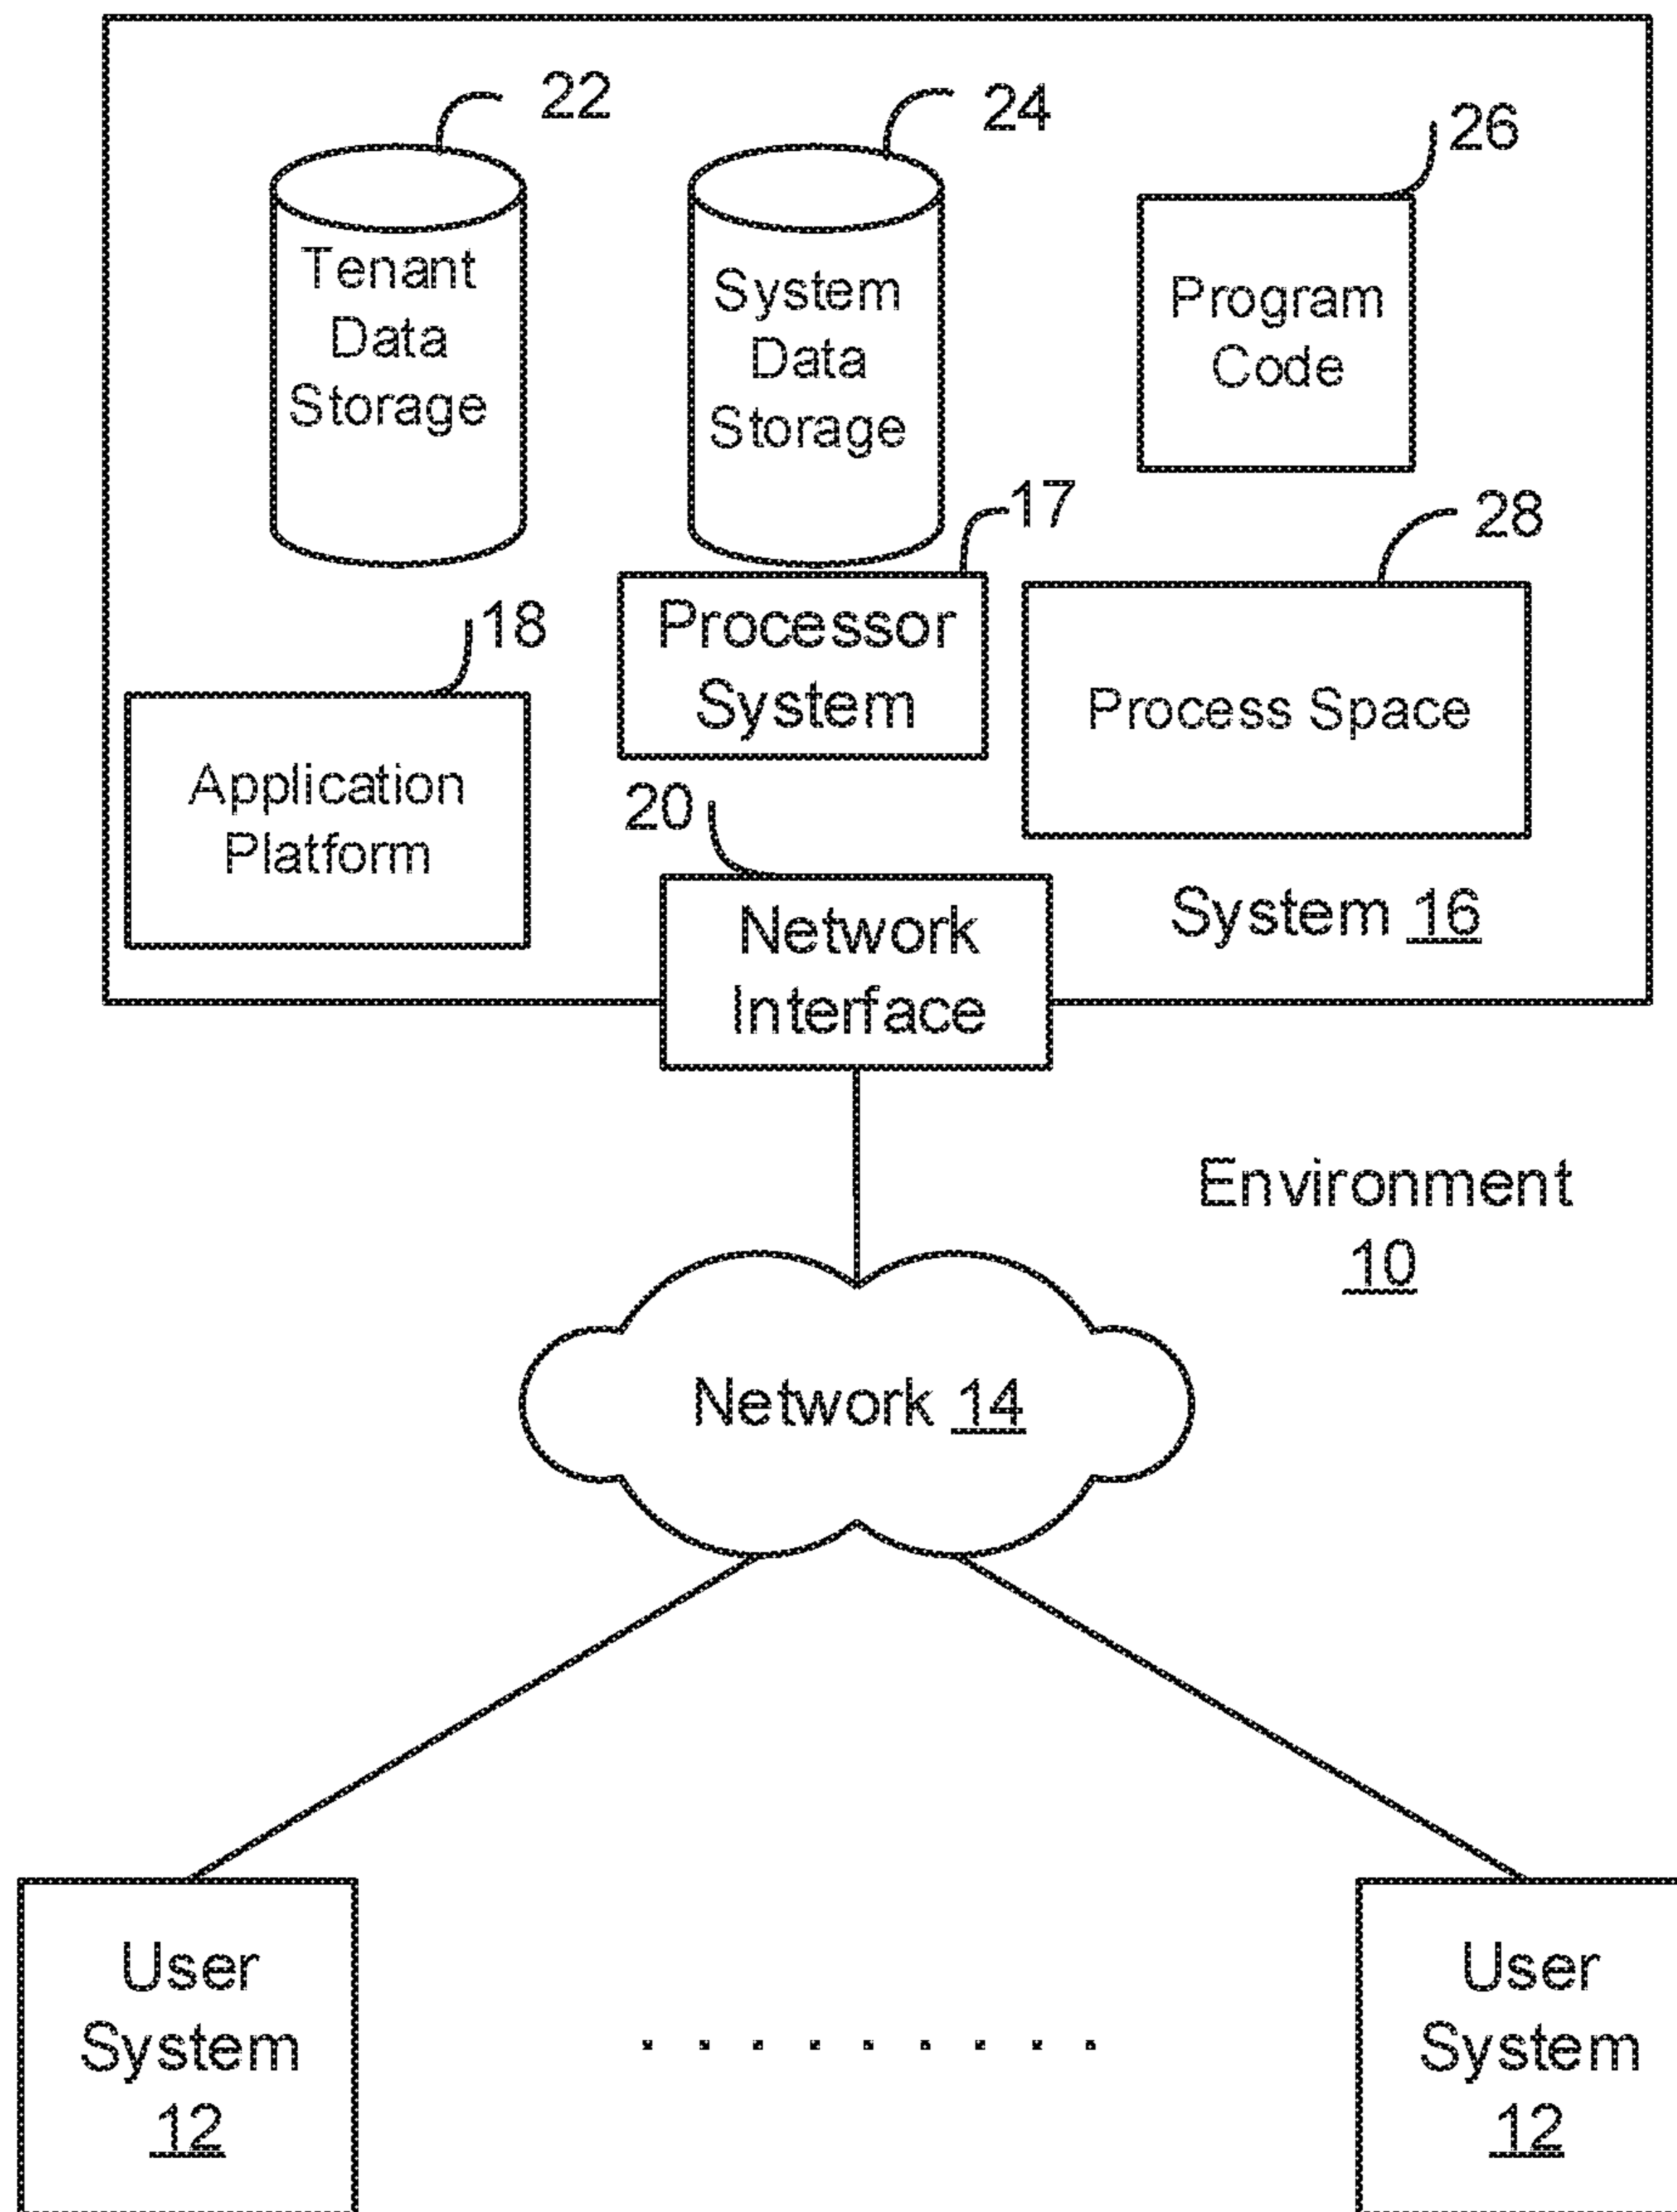 22
24
26
Tenant
Data
Storage
System
Data
Storage
Program
Code
17
28
18
Processor
System
Process Space
Application
Platform
20
Network
Interface
System 16
Environment
10
Network 14
User
System
12
User
System
12